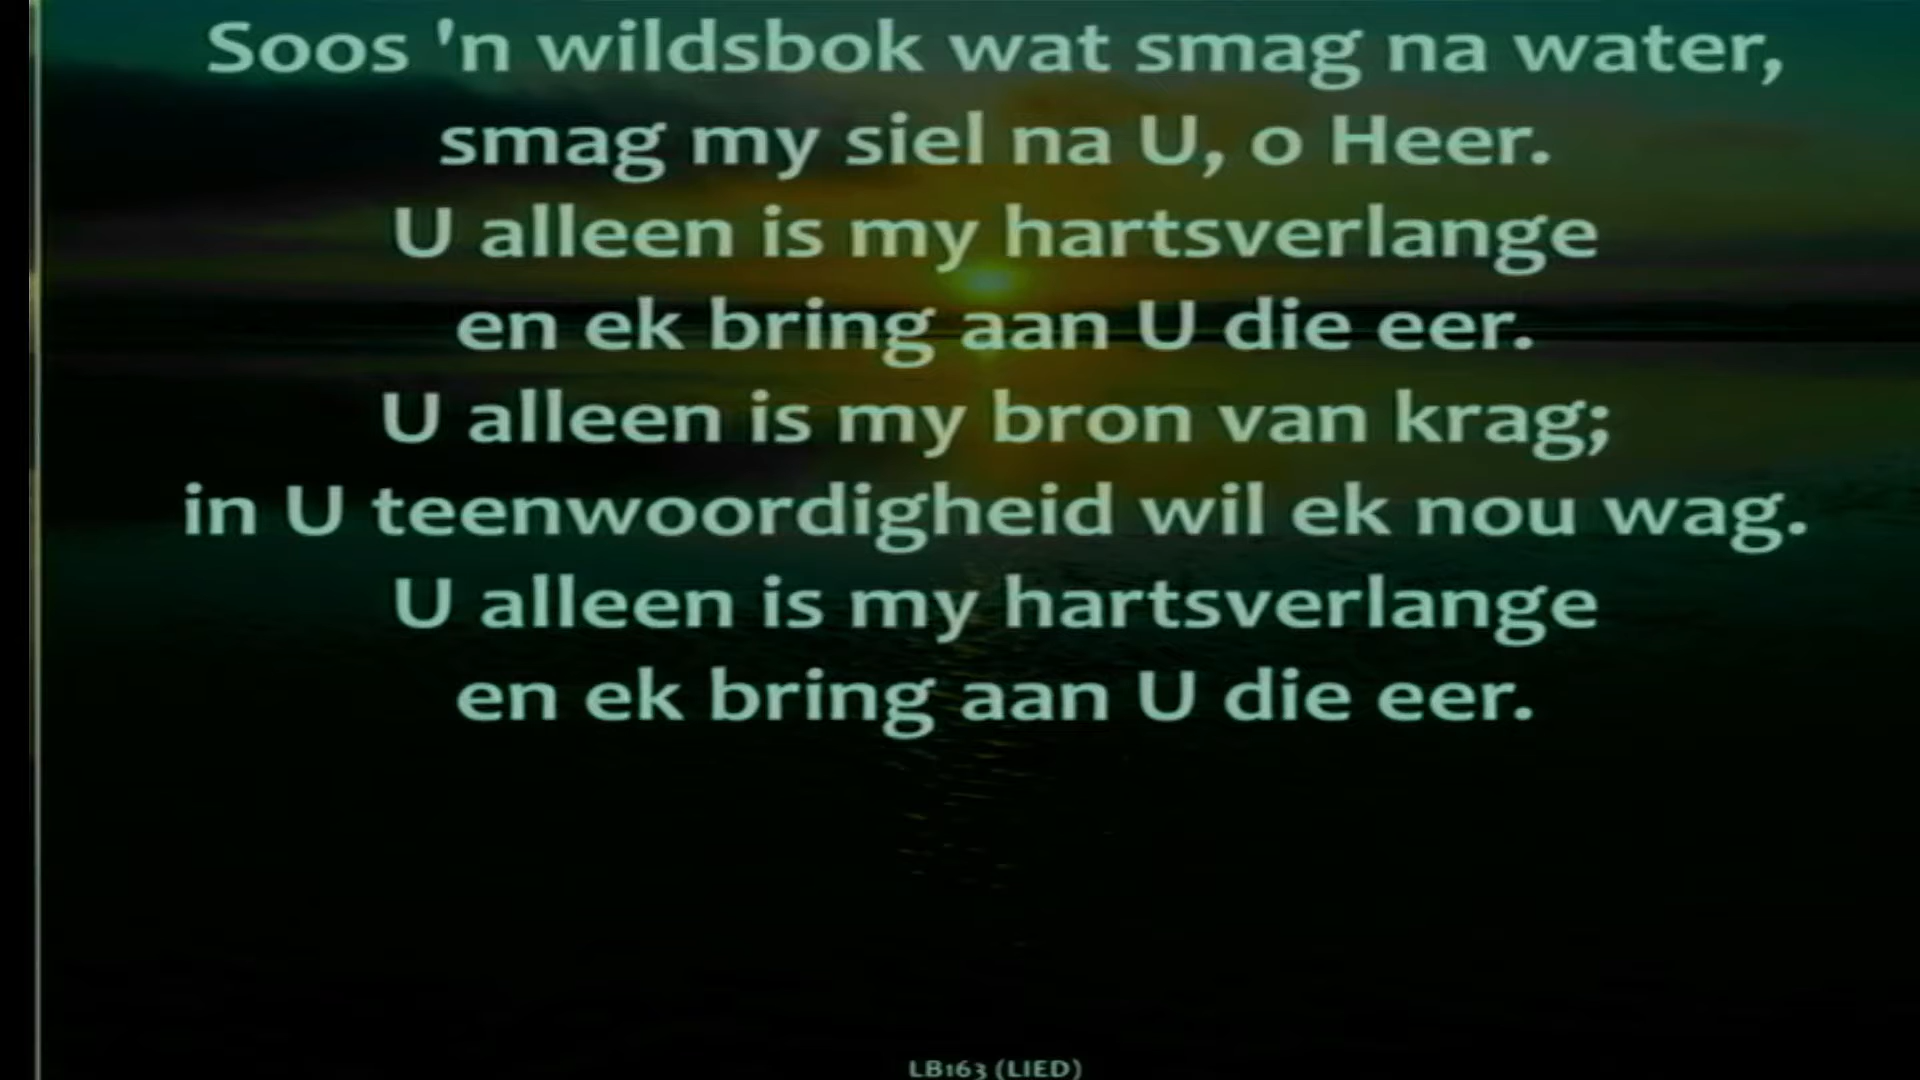 Soos 'n wildsbok wat smag na water,
smag my siel na U, o Heer.
U alleen is my hartsverlange
en ek bring aan U die eer.
U alleen is my bron van krag;
in U teenwoordigheid wil ek nou wag.
U alleen is my hartsverlange
en ek bring aan U die eer.
LB163 (LIED)